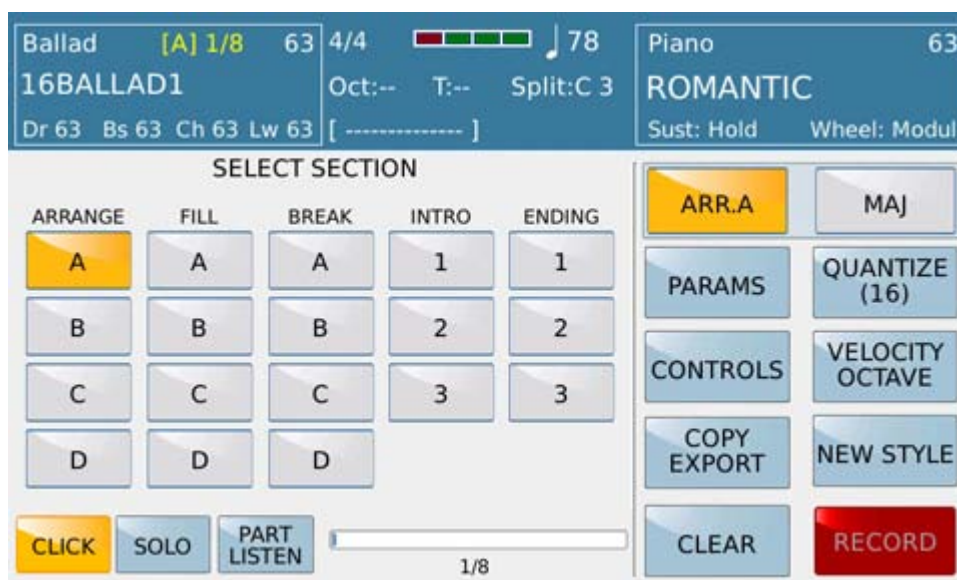 Ballad [A] 1/8 63
16BALLAD1
Dr 63 Bs 63 Ch 63 Lw 63
4/4 78
Oct:-- T:-- Split:C 3
[ -------------- ]
Piano 63
ROMANTIC
Sust: Hold Wheel: Modul
SELECT SECTION
ARRANGE FILL BREAK INTRO ENDING
A A A 1 1
B B B 2 2
C C C 3 3
D D D
CLICK SOLO PART
LISTEN
1/8
ARR.A MAJ
PARAMS QUANTIZE
(16)
CONTROLS VELOCITY
OCTAVE
COPY
EXPORT NEW STYLE
CLEAR RECORD